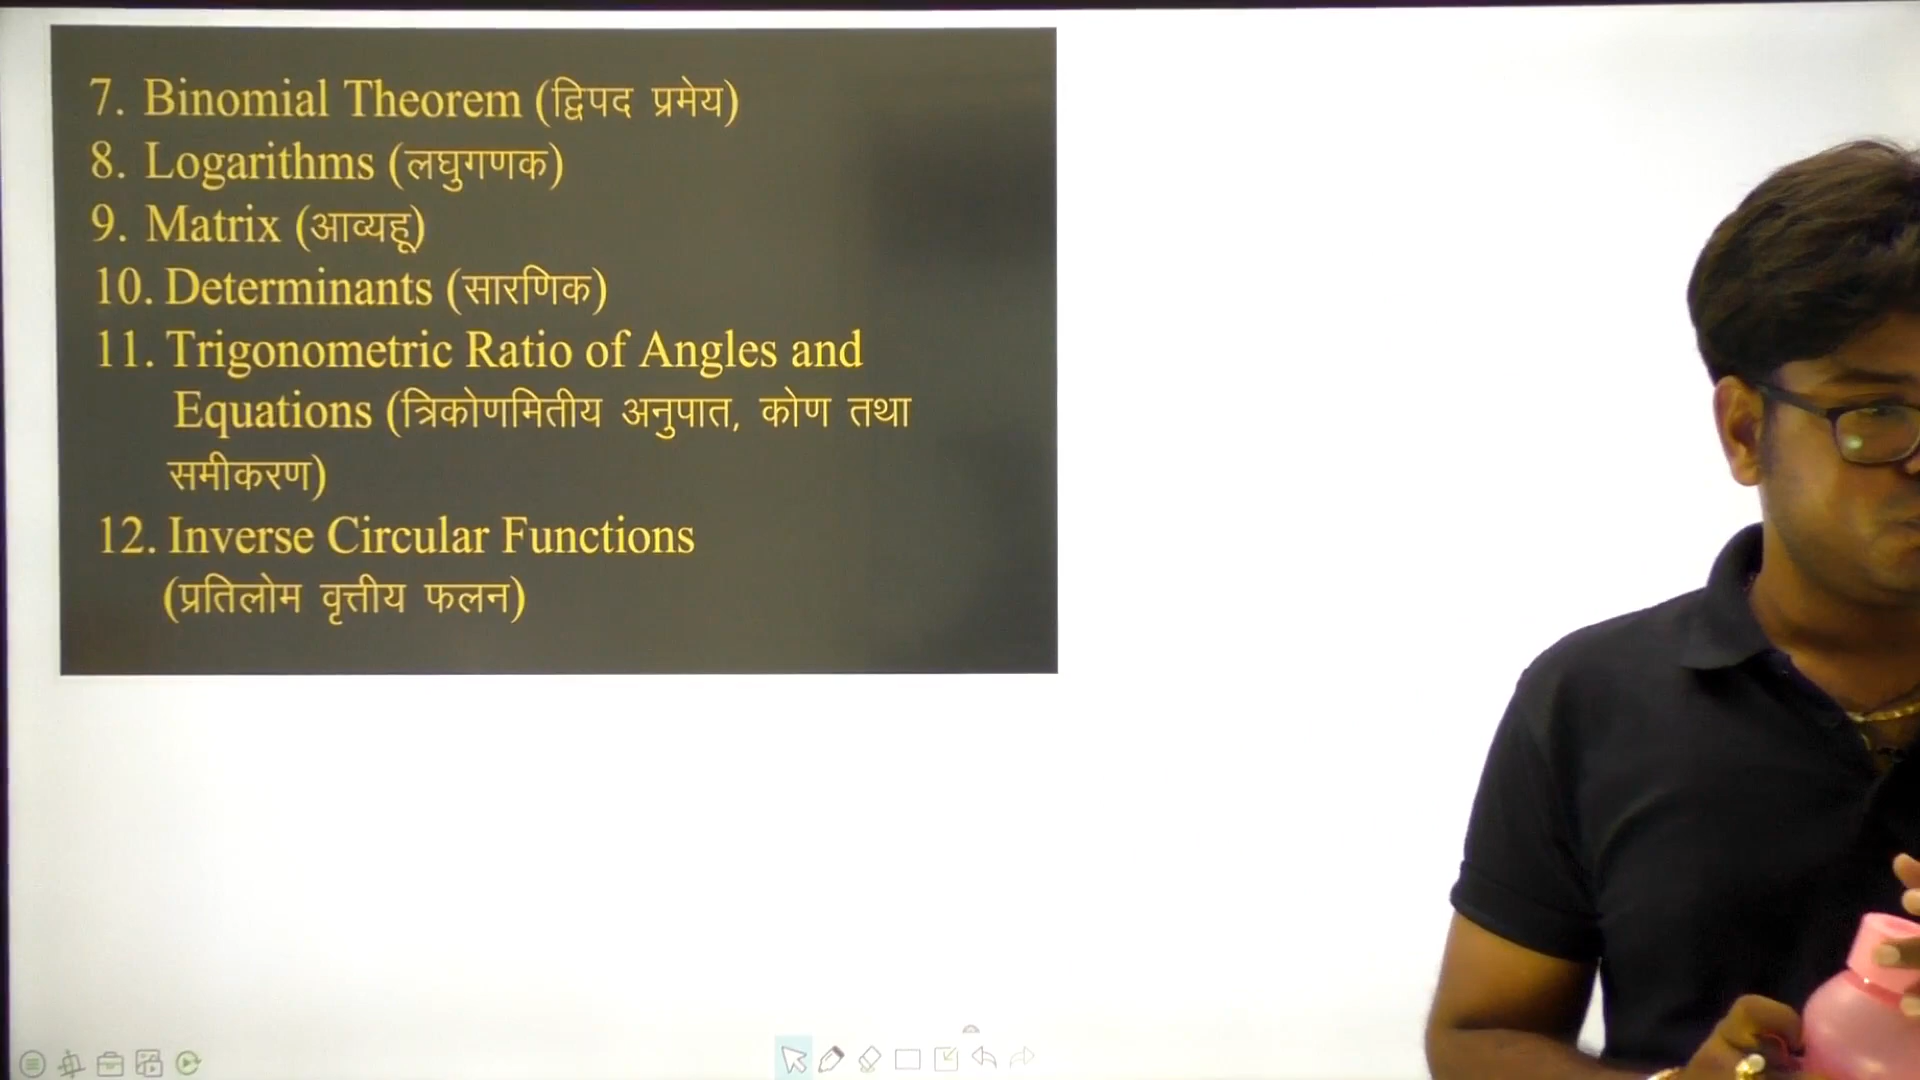 7. Binomial Theorem (द्विपद प्रमेय)
8. Logarithms (लघुगणक)
9. Matrix (आव्यहू)
10. Determinants (सारणिक)
11. Trigonometric Ratio of Angles and
Equations (त्रिकोणमितीय अनुपात, कोण तथा
समीकरण)
12. Inverse Circular Functions
(प्रतिलोम वृत्तीय फलन)